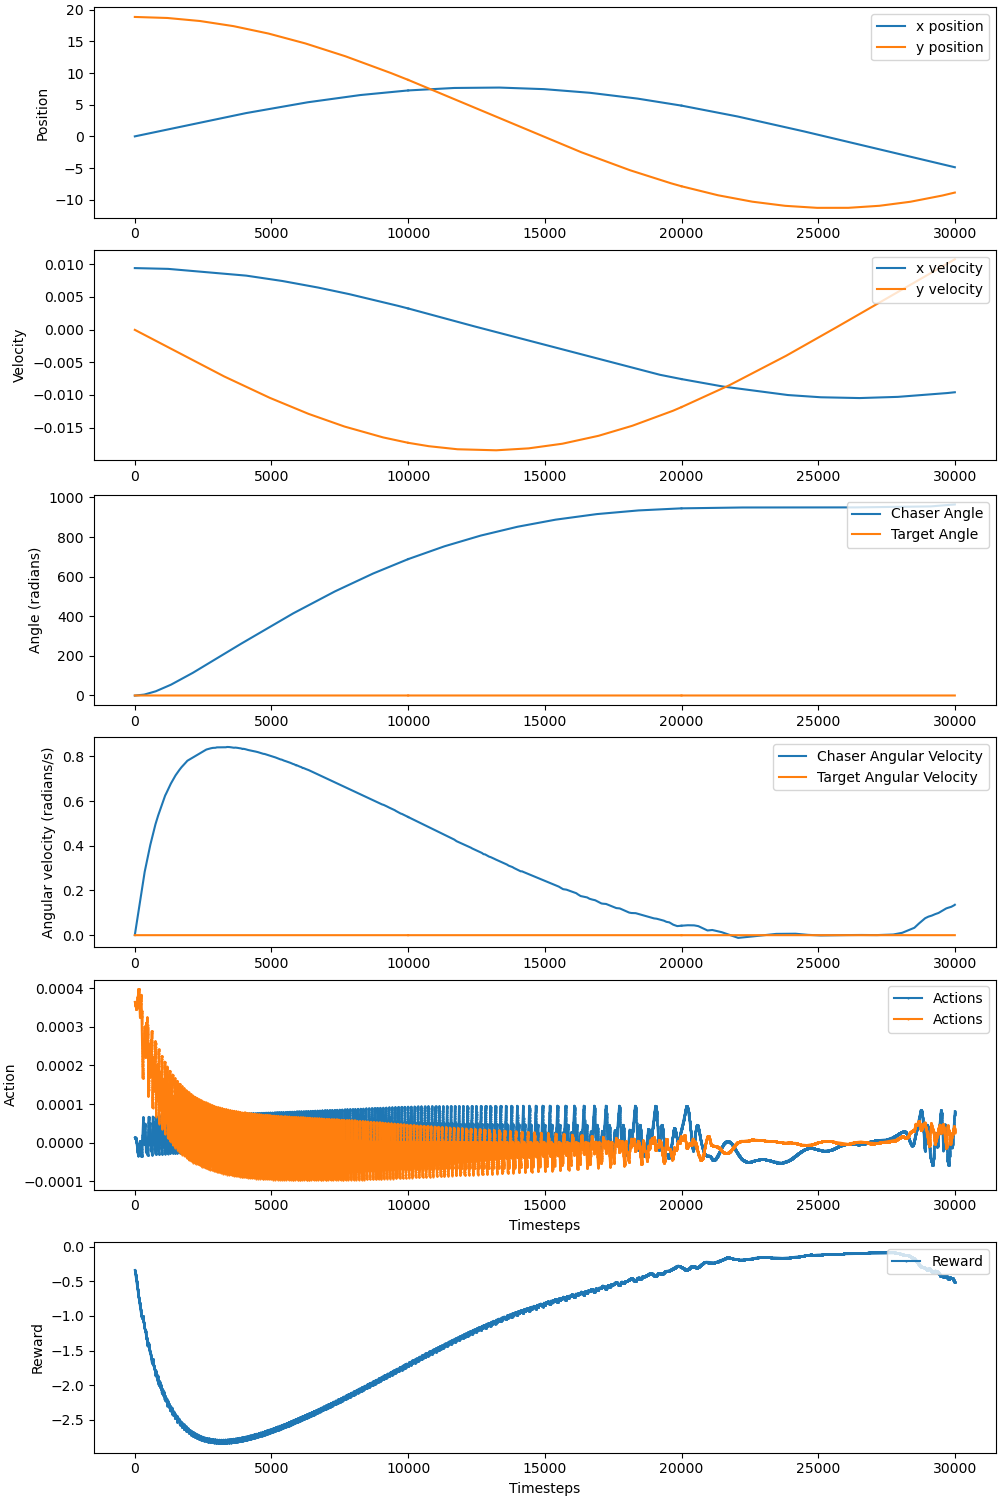 20
15
10
5
0
−5
−10
Position
x position
y position
0 5000 10000 15000 20000 25000 30000
0.010
0.005
0.000
−0.005
−0.010
−0.015
Velocity
x velocity
y velocity
0 5000 10000 15000 20000 25000 30000
1000
800
600
400
200
0
Angle (radians)
Chaser Angle
Target Angle
0 5000 10000 15000 20000 25000 30000
0.8
0.6
0.4
0.2
0.0
Angular velocity (radians/s)
Chaser Angular Velocity
Target Angular Velocity
0 5000 10000 15000 20000 25000 30000
0.0004
0.0003
0.0002
0.0001
0.0000
−0.0001
Action
Actions
Actions
0 5000 10000 15000 20000 25000 30000
Timesteps
0.0
−0.5
−1.0
−1.5
−2.0
−2.5
Reward
Reward
0 5000 10000 15000 20000 25000 30000
Timesteps